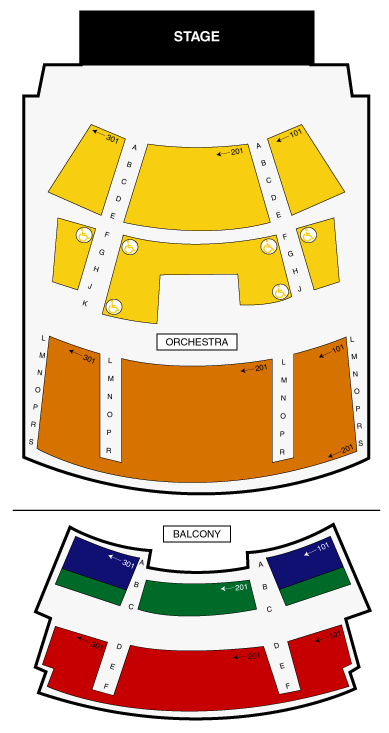 STAGE
←301
←201
←101
A A
B B
C C
D D
E E
F F
G G
H H
J J
K
ORCHESTRA
←301
←201
←101
L L L L
M M M M
N N N N
O O O O
P P P P
R R R R
S S
←201
BALCONY
←301
←201
←101
A A
B B
C C
←301
←201
←101
D D
E E
F F